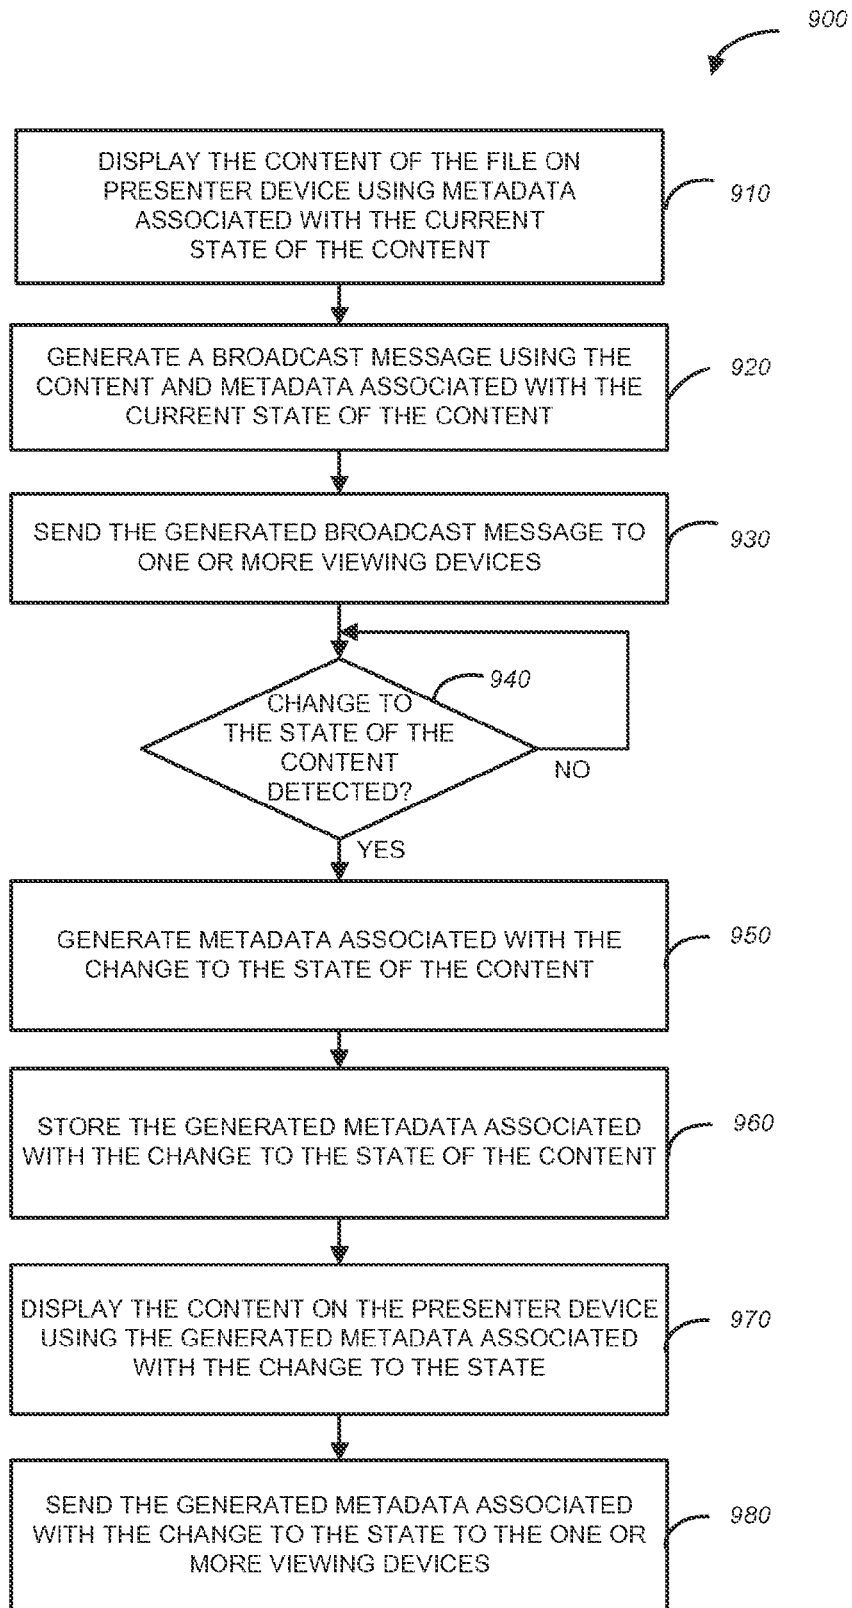 900
DISPLAY THE CONTENT OF THE FILE ON
PRESENTER DEVICE USING METADATA
ASSOCIATED WITH THE CURRENT
STATE OF THE CONTENT
910
GENERATE A BROADCAST MESSAGE USING THE
CONTENT AND METADATA ASSOCIATED WITH THE
CURRENT STATE OF THE CONTENT
920
SEND THE GENERATED BROADCAST MESSAGE TO
ONE OR MORE VIEWING DEVICES
930
940
CHANGE TO
THE STATE OF THE
CONTENT
DETECTED?
NO
YES
GENERATE METADATA ASSOCIATED WITH THE
CHANGE TO THE STATE OF THE CONTENT
950
STORE THE GENERATED METADATA ASSOCIATED
WITH THE CHANGE TO THE STATE OF THE CONTENT
960
DISPLAY THE CONTENT ON THE PRESENTER DEVICE
USING THE GENERATED METADATA ASSOCIATED
WITH THE CHANGE TO THE STATE
970
SEND THE GENERATED METADATA ASSOCIATED
WITH THE CHANGE TO THE STATE TO THE ONE OR
MORE VIEWING DEVICES
980